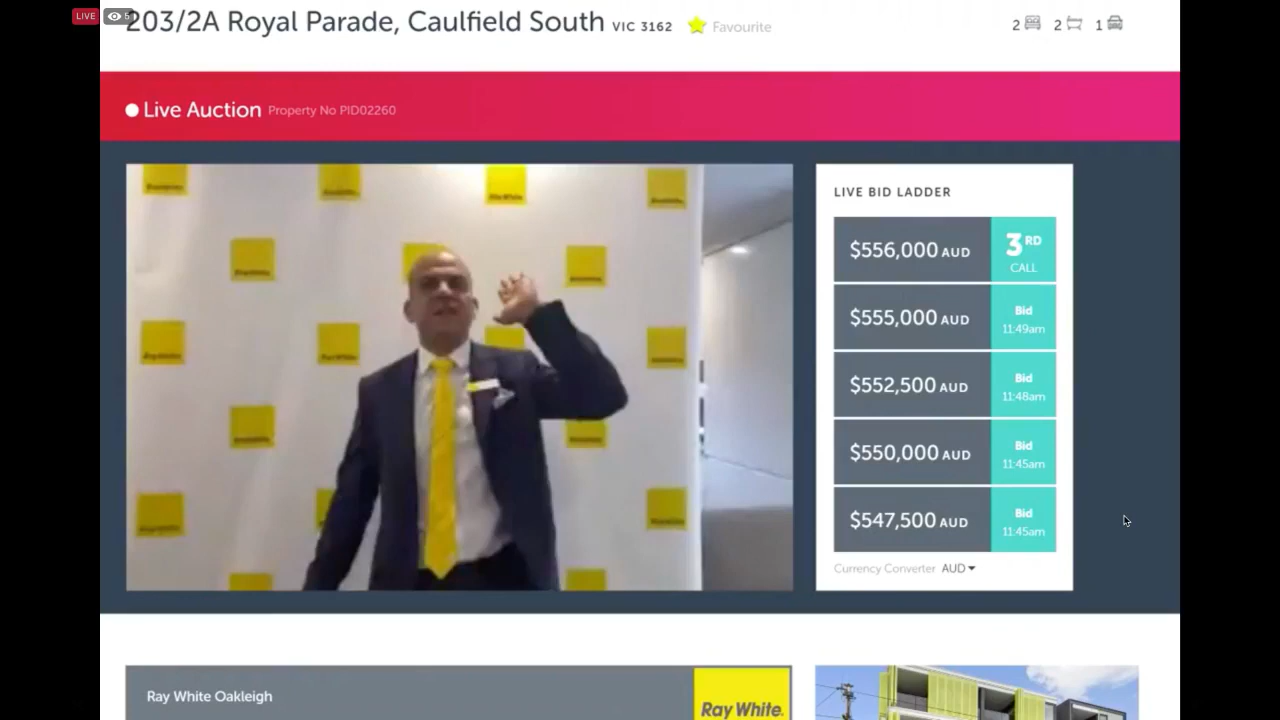 LIVE
203/2A Royal Parade, Caulfield South VIC 3162 Favourite
2 2 1
Live Auction Property No PID02260
LIVE BID LADDER
$556,000 AUD 3RD CALL
$555,000 AUD Bid 11:49am
$552,500 AUD Bid 11:48am
$550,000 AUD Bid 11:45am
$547,500 AUD Bid 11:45am
Currency Converter AUD
RayWhite
Ray White Oakleigh
Ray White.